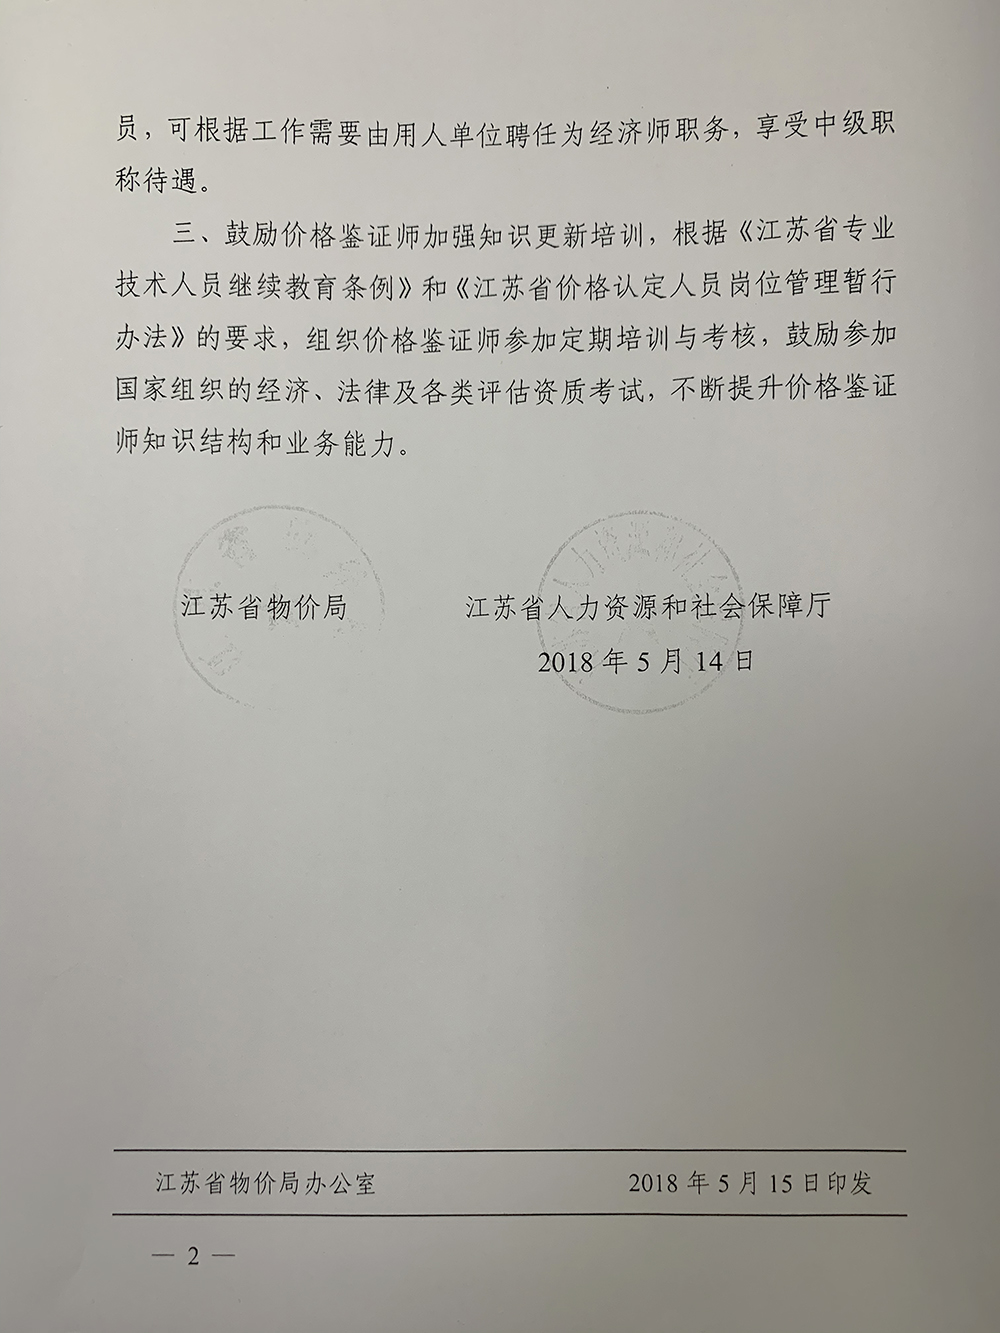 员，可根据工作需要由用人单位聘任为经济师职务，享受中级职
称待遇。
三、鼓励价格鉴证师加强知识更新培训，根据《江苏省专业
技术人员继续教育条例》和《江苏省价格认定人员岗位管理暂行
办法》的要求，组织价格鉴证师参加定期培训与考核，鼓励参加
国家组织的经济、法律及各类评估资质考试，不断提升价格鉴证
师知识结构和业务能力。
江苏省物价局 江苏省人力资源和社会保障厅
2018 年 5 月 14 日
江苏省物价局办公室 2018 年 5 月 15 日印发
— 2 —